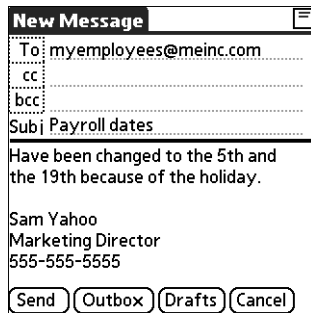 New Message
To myemployees@meinc.com
cc
bcc
Subj Payroll dates
Have been changed to the 5th and
the 19th because of the holiday.
Sam Yahoo
Marketing Director
555-555-5555
Send Outbox Drafts Cancel